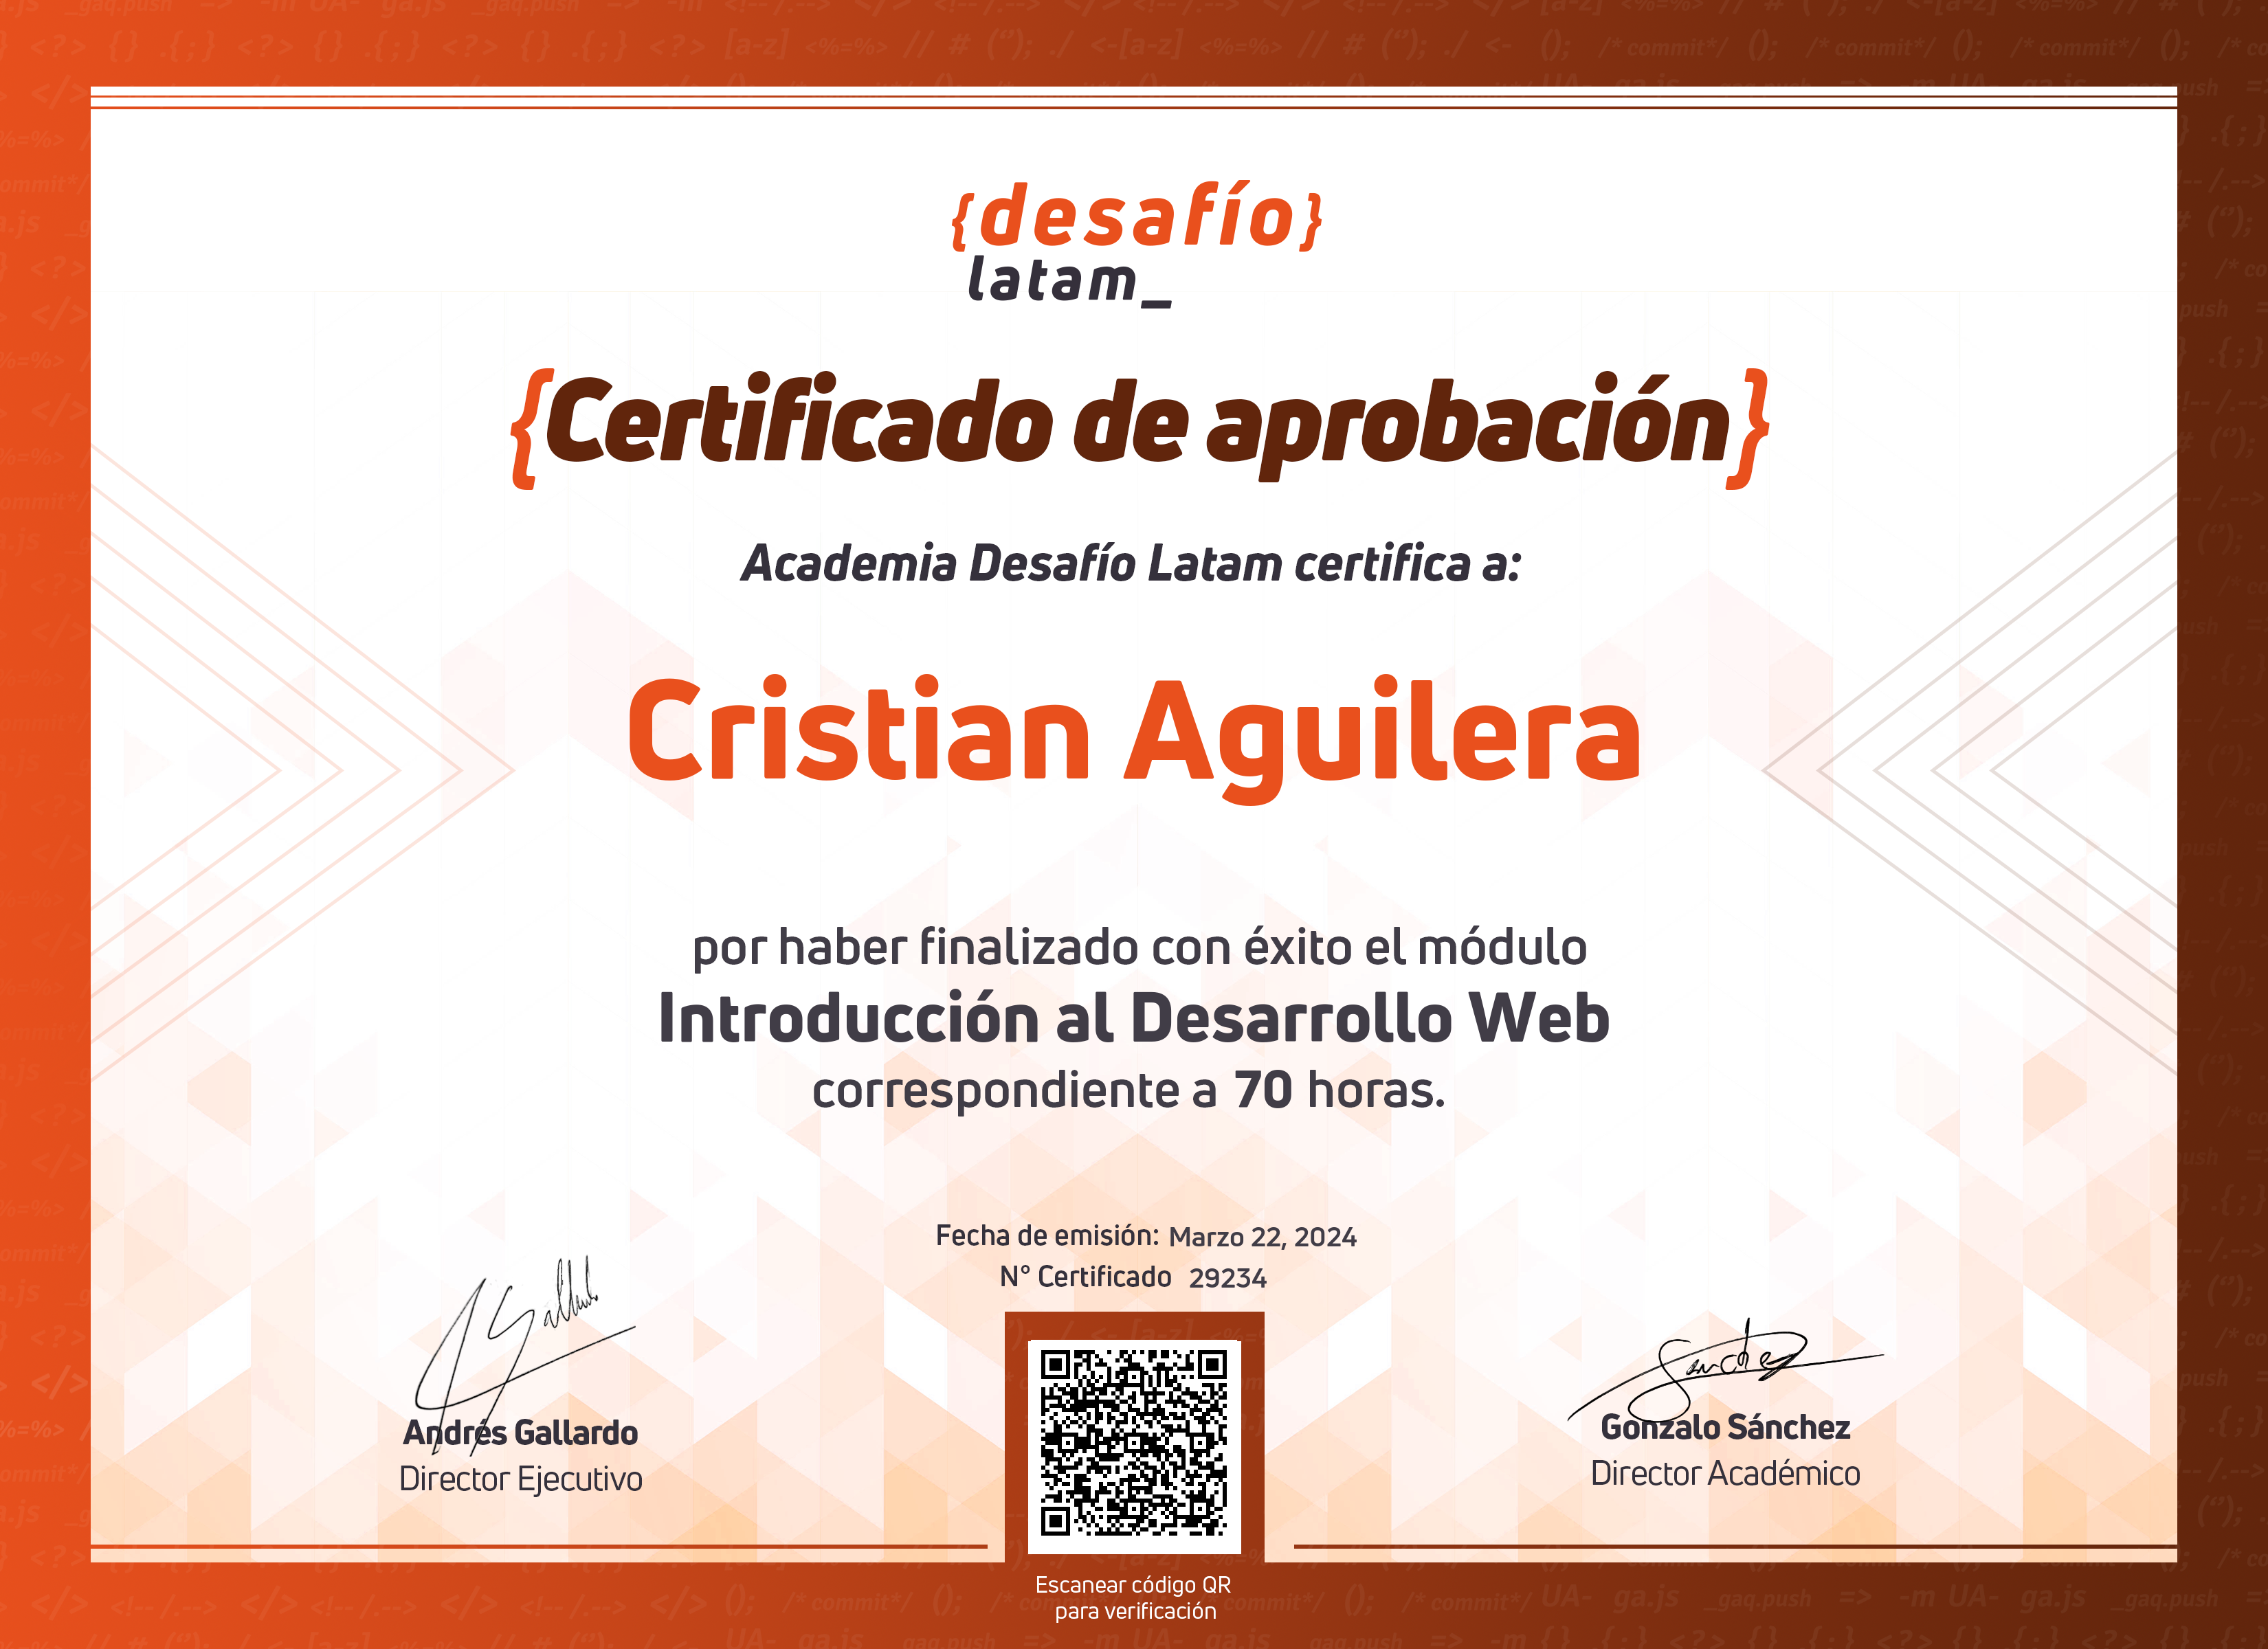 {desafío}
latam_
{Certificado de aprobación}
Academia Desafío Latam certifica a:
Cristian Aguilera
por haber finalizado con éxito el módulo
Introducción al Desarrollo Web
correspondiente a 70 horas.
Fecha de emisión: Marzo 22, 2024
N° Certificado 29234
Andrés Gallardo
Director Ejecutivo
Gonzalo Sánchez
Director Académico
Escanear código QR
para verificación